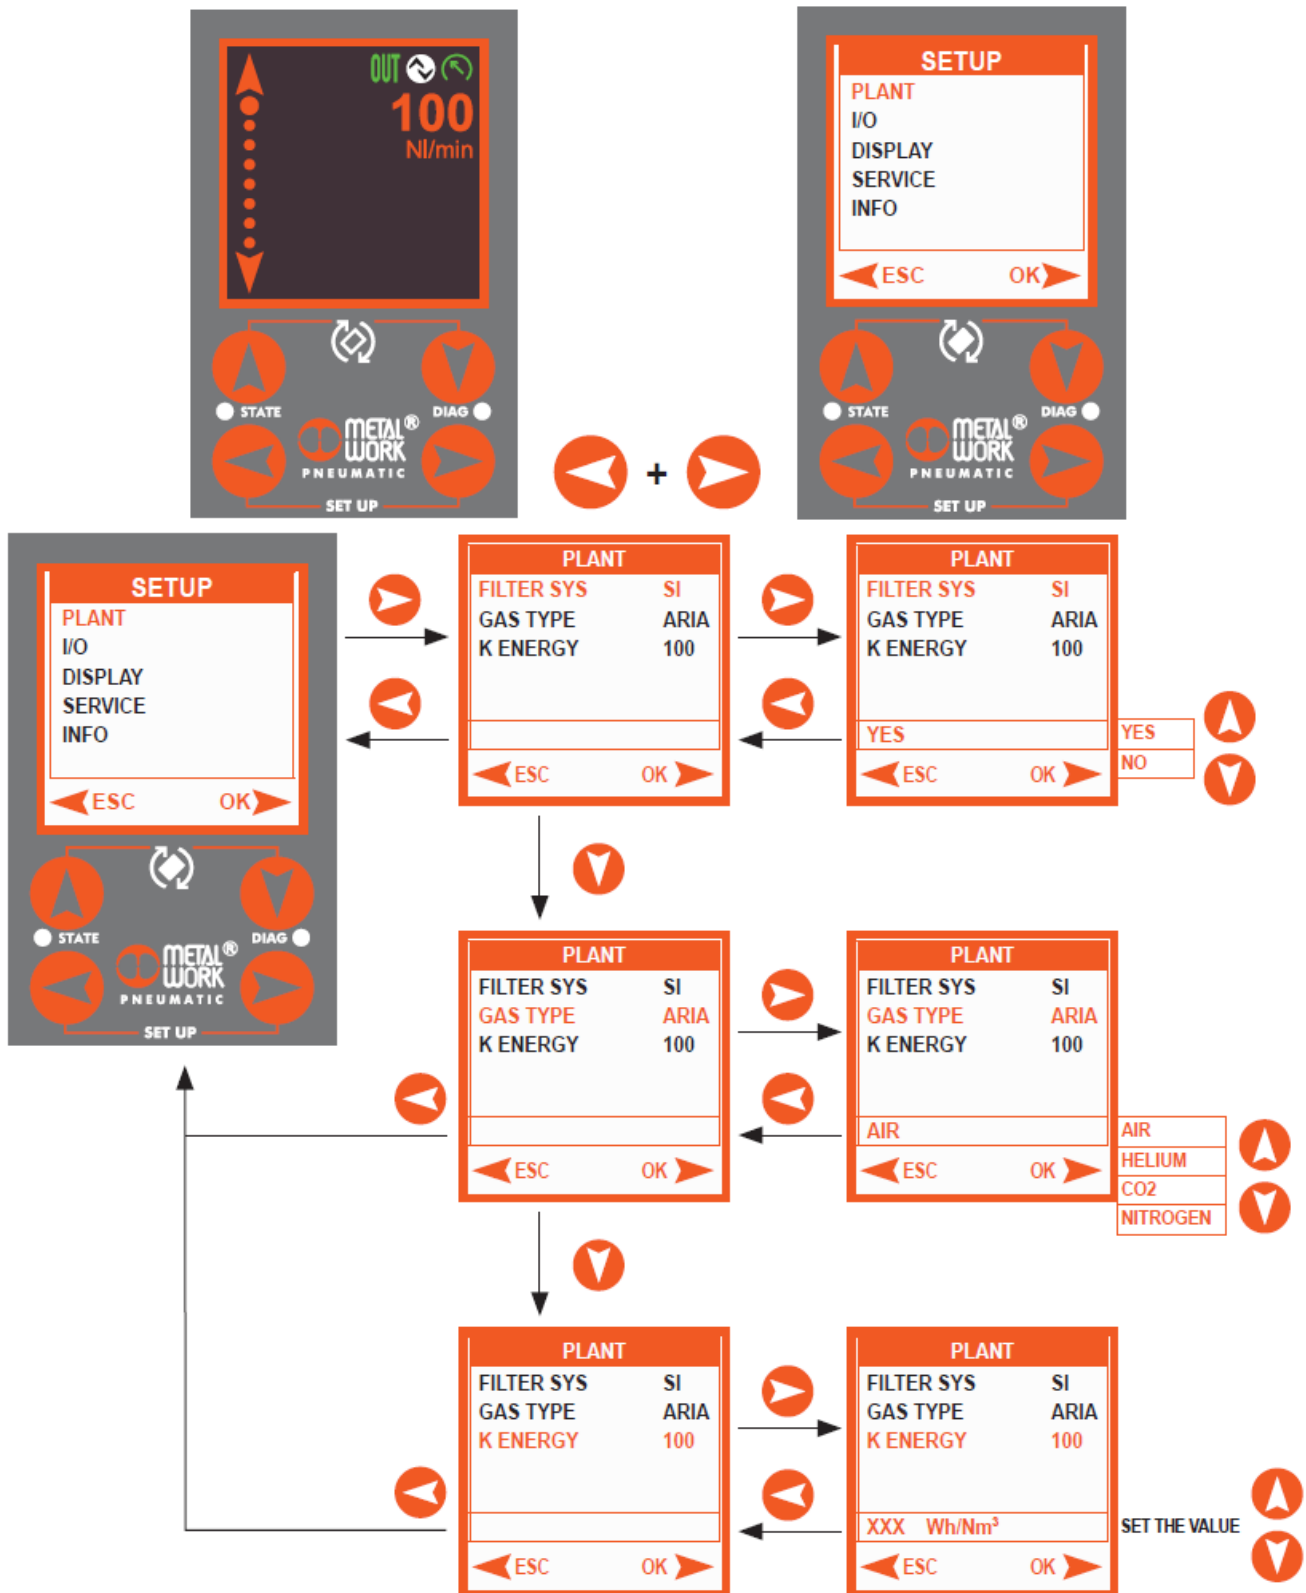 OUT
100
Nl/min
STATE
DIAG
METAL®
WORK
PNEUMATIC
SET UP
+
SETUP
PLANT
I/O
DISPLAY
SERVICE
INFO
ESC OK
STATE
DIAG
METAL®
WORK
PNEUMATIC
SET UP
SETUP
PLANT
I/O
DISPLAY
SERVICE
INFO
ESC OK
STATE
DIAG
METAL®
WORK
PNEUMATIC
SET UP
PLANT
FILTER SYS SI
GAS TYPE ARIA
K ENERGY 100
ESC OK
PLANT
FILTER SYS SI
GAS TYPE ARIA
K ENERGY 100
YES
ESC OK
YES
NO
PLANT
FILTER SYS SI
GAS TYPE ARIA
K ENERGY 100
ESC OK
PLANT
FILTER SYS SI
GAS TYPE ARIA
K ENERGY 100
AIR
ESC OK
AIR
HELIUM
CO2
NITROGEN
PLANT
FILTER SYS SI
GAS TYPE ARIA
K ENERGY 100
ESC OK
PLANT
FILTER SYS SI
GAS TYPE ARIA
K ENERGY 100
XXX Wh/Nm³
ESC OK
SET THE VALUE